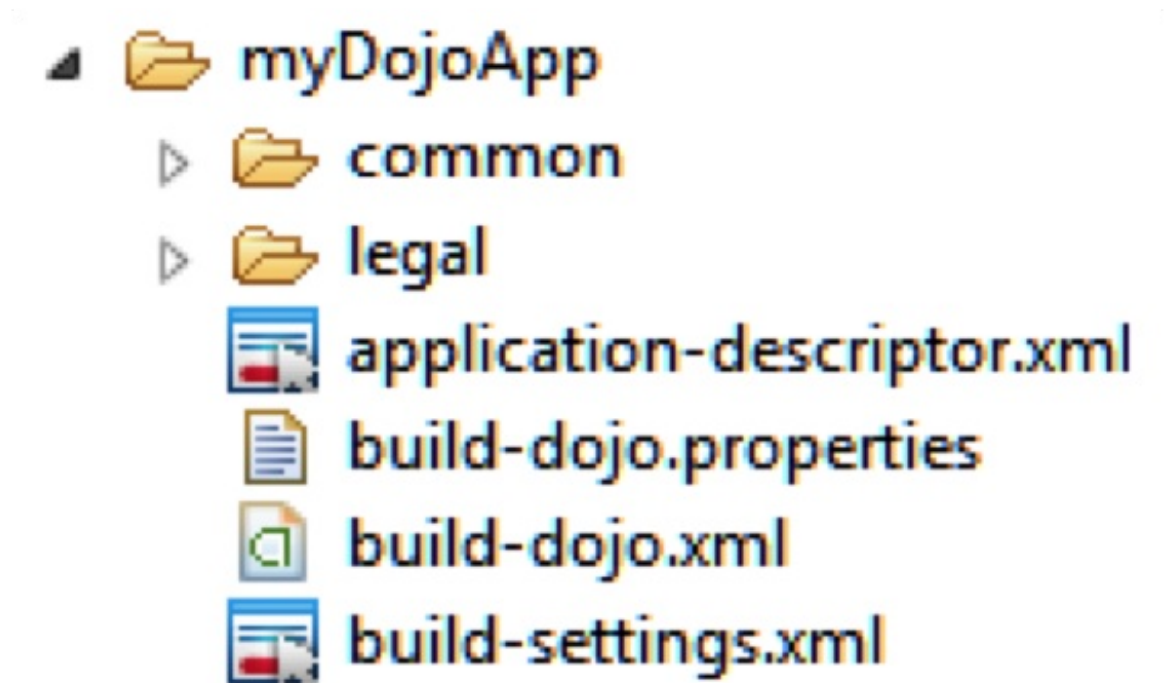 myDojoApp
common
legal
application-descriptor.xml
build-dojo.properties
build-dojo.xml
build-settings.xml